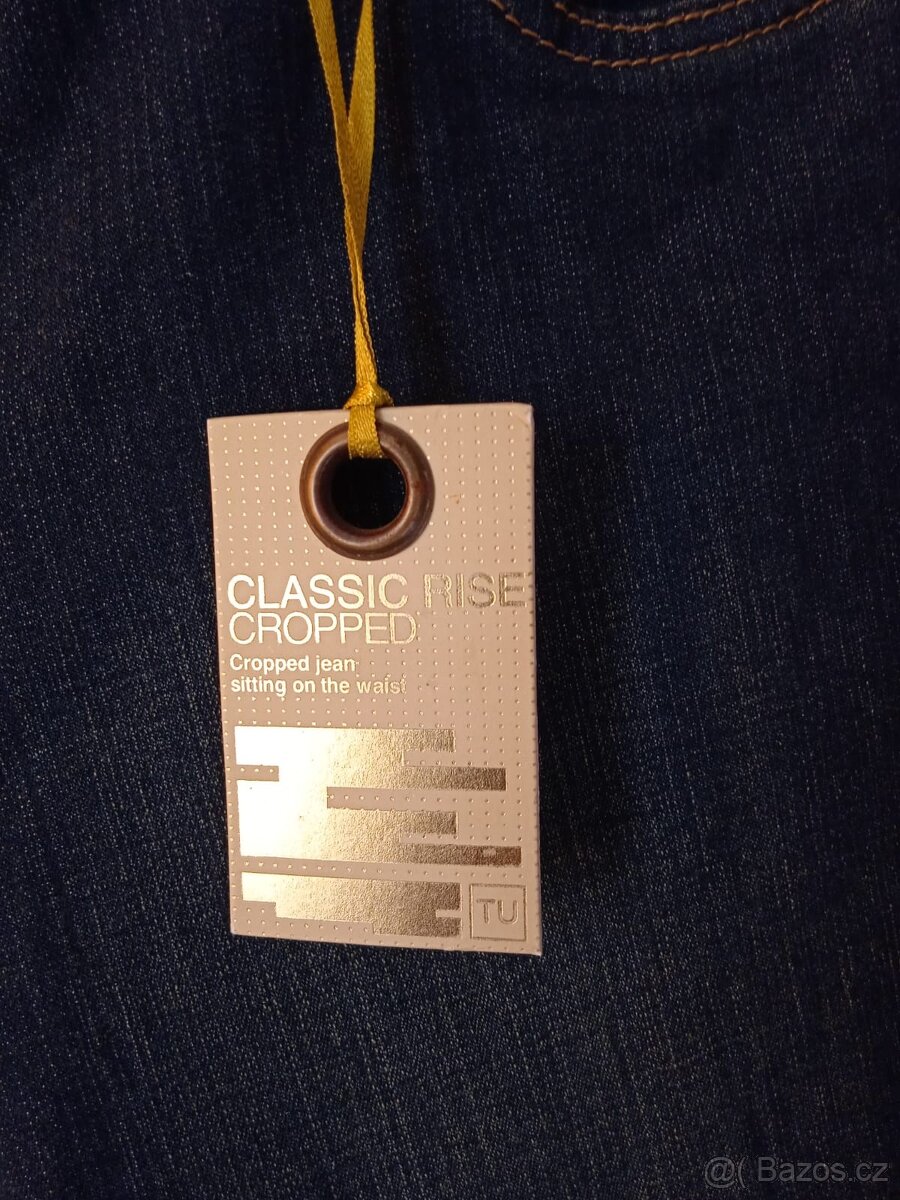 CLASSIC RISE
CROPPED
Cropped jean
sitting on the waist
TU
@( Bazos.cz